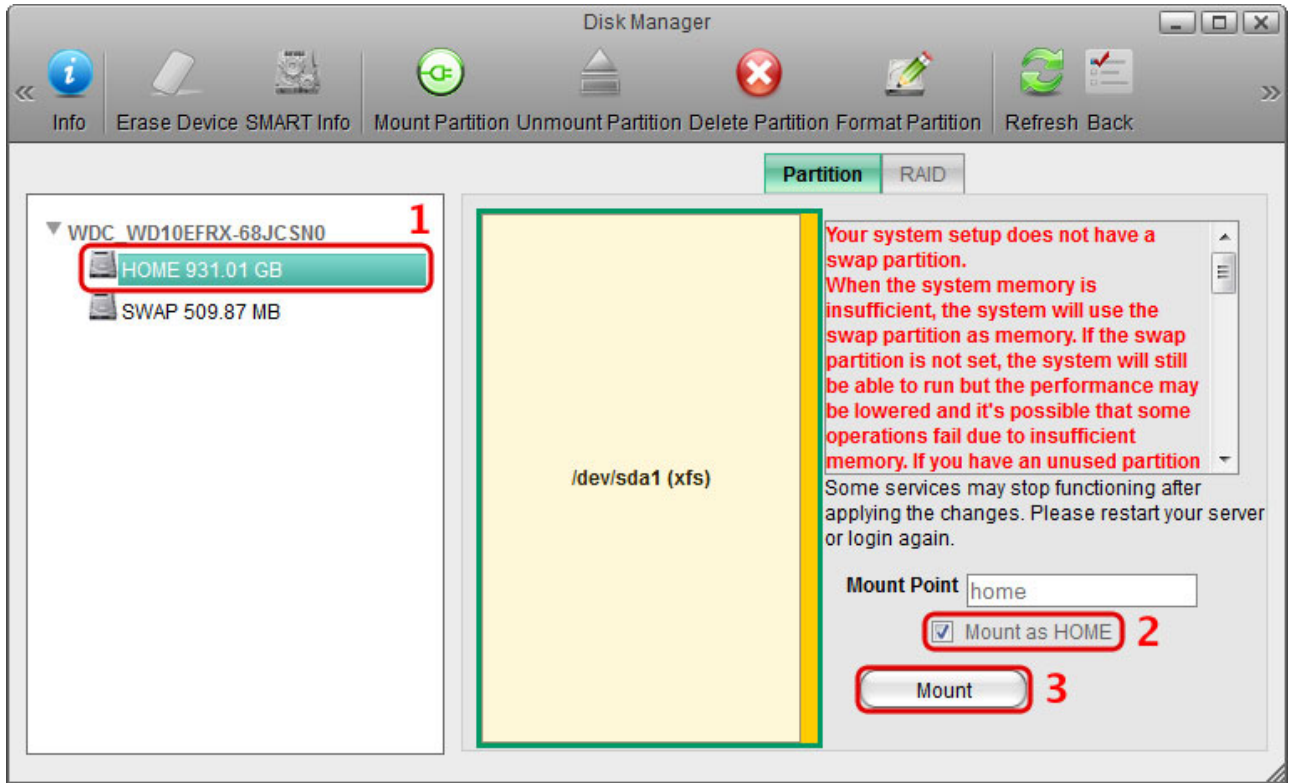 Disk Manager
« Info Erase Device SMART Info Mount Partition Unmount Partition Delete Partition Format Partition Refresh Back »
Partition RAID
WDC_WD10EFRX-68JCSN0 1
HOME 931.01 GB
SWAP 509.87 MB
/dev/sda1 (xfs)
Your system setup does not have a
swap partition.
When the system memory is
insufficient, the system will use the
swap partition as memory. If the swap
partition is not set, the system will still
be able to run but the performance may
be lowered and it's possible that some
operations fail due to insufficient
memory. If you have an unused partition
Some services may stop functioning after
applying the changes. Please restart your server
or login again.
Mount Point home
Mount as HOME 2
Mount 3